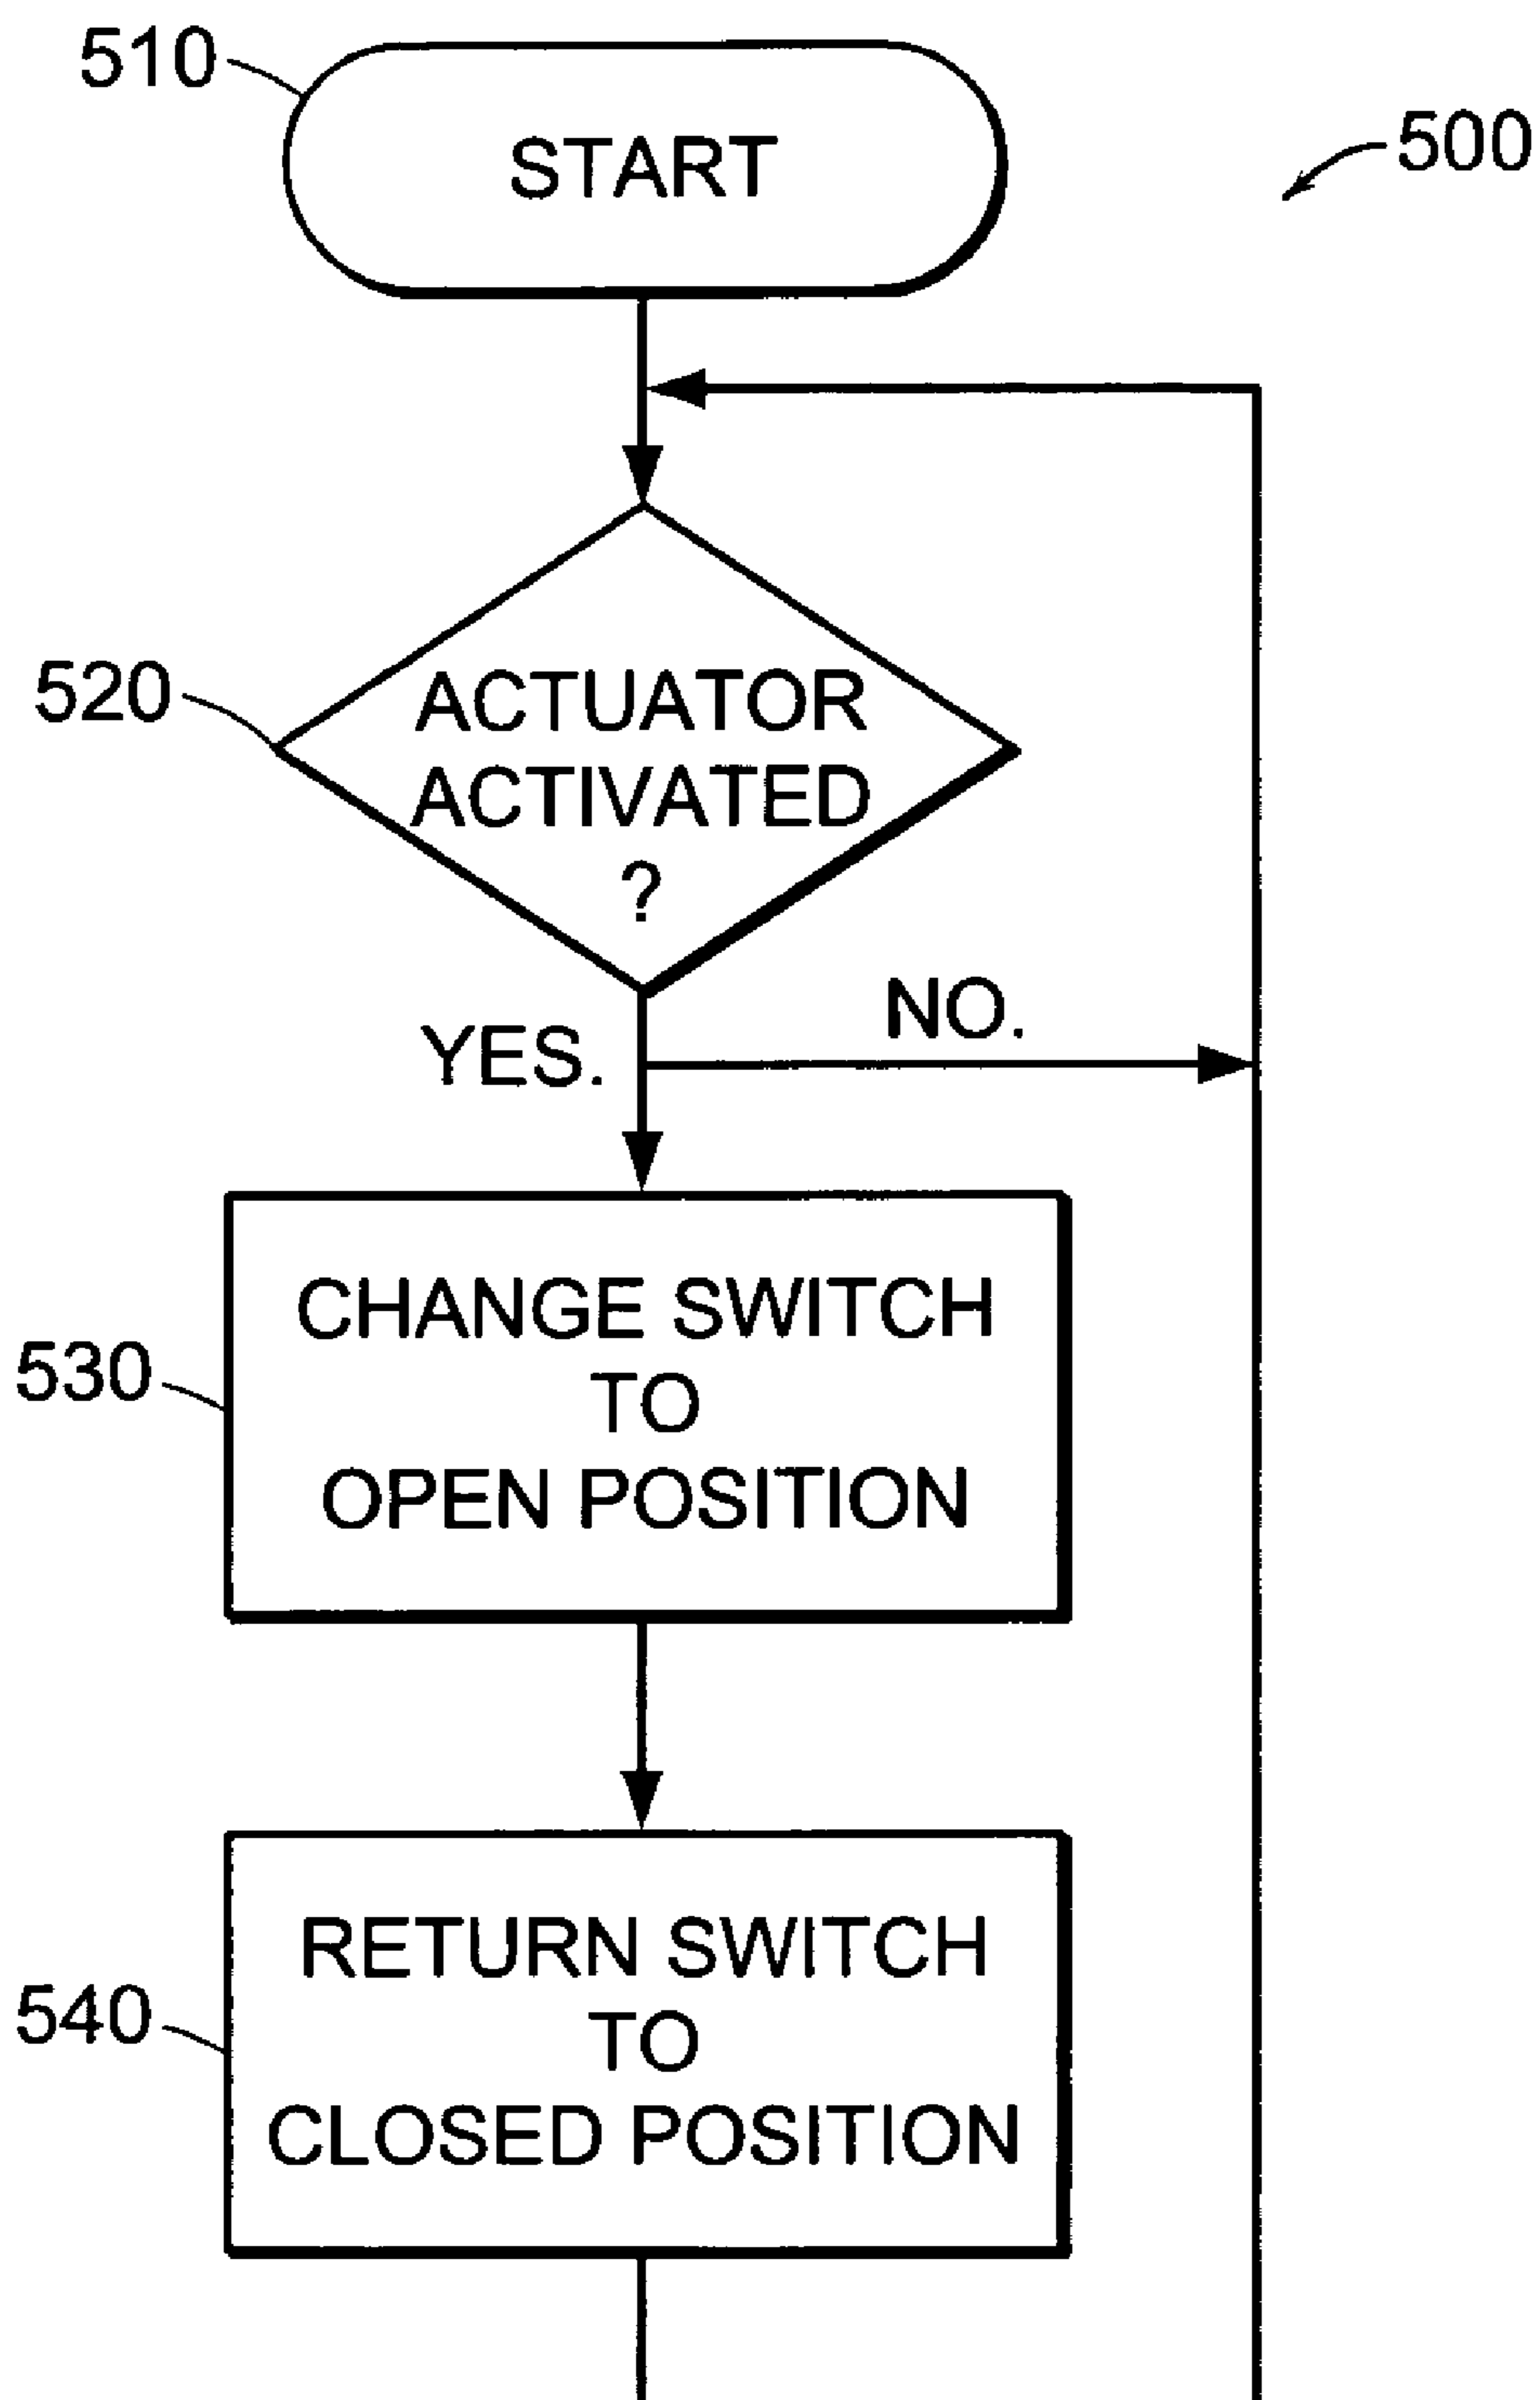 510
START
500
520
ACTUATOR
ACTIVATED
?
YES.
NO.
530
CHANGE SWITCH
TO
OPEN POSITION
540
RETURN SWITCH
TO
CLOSED POSITION